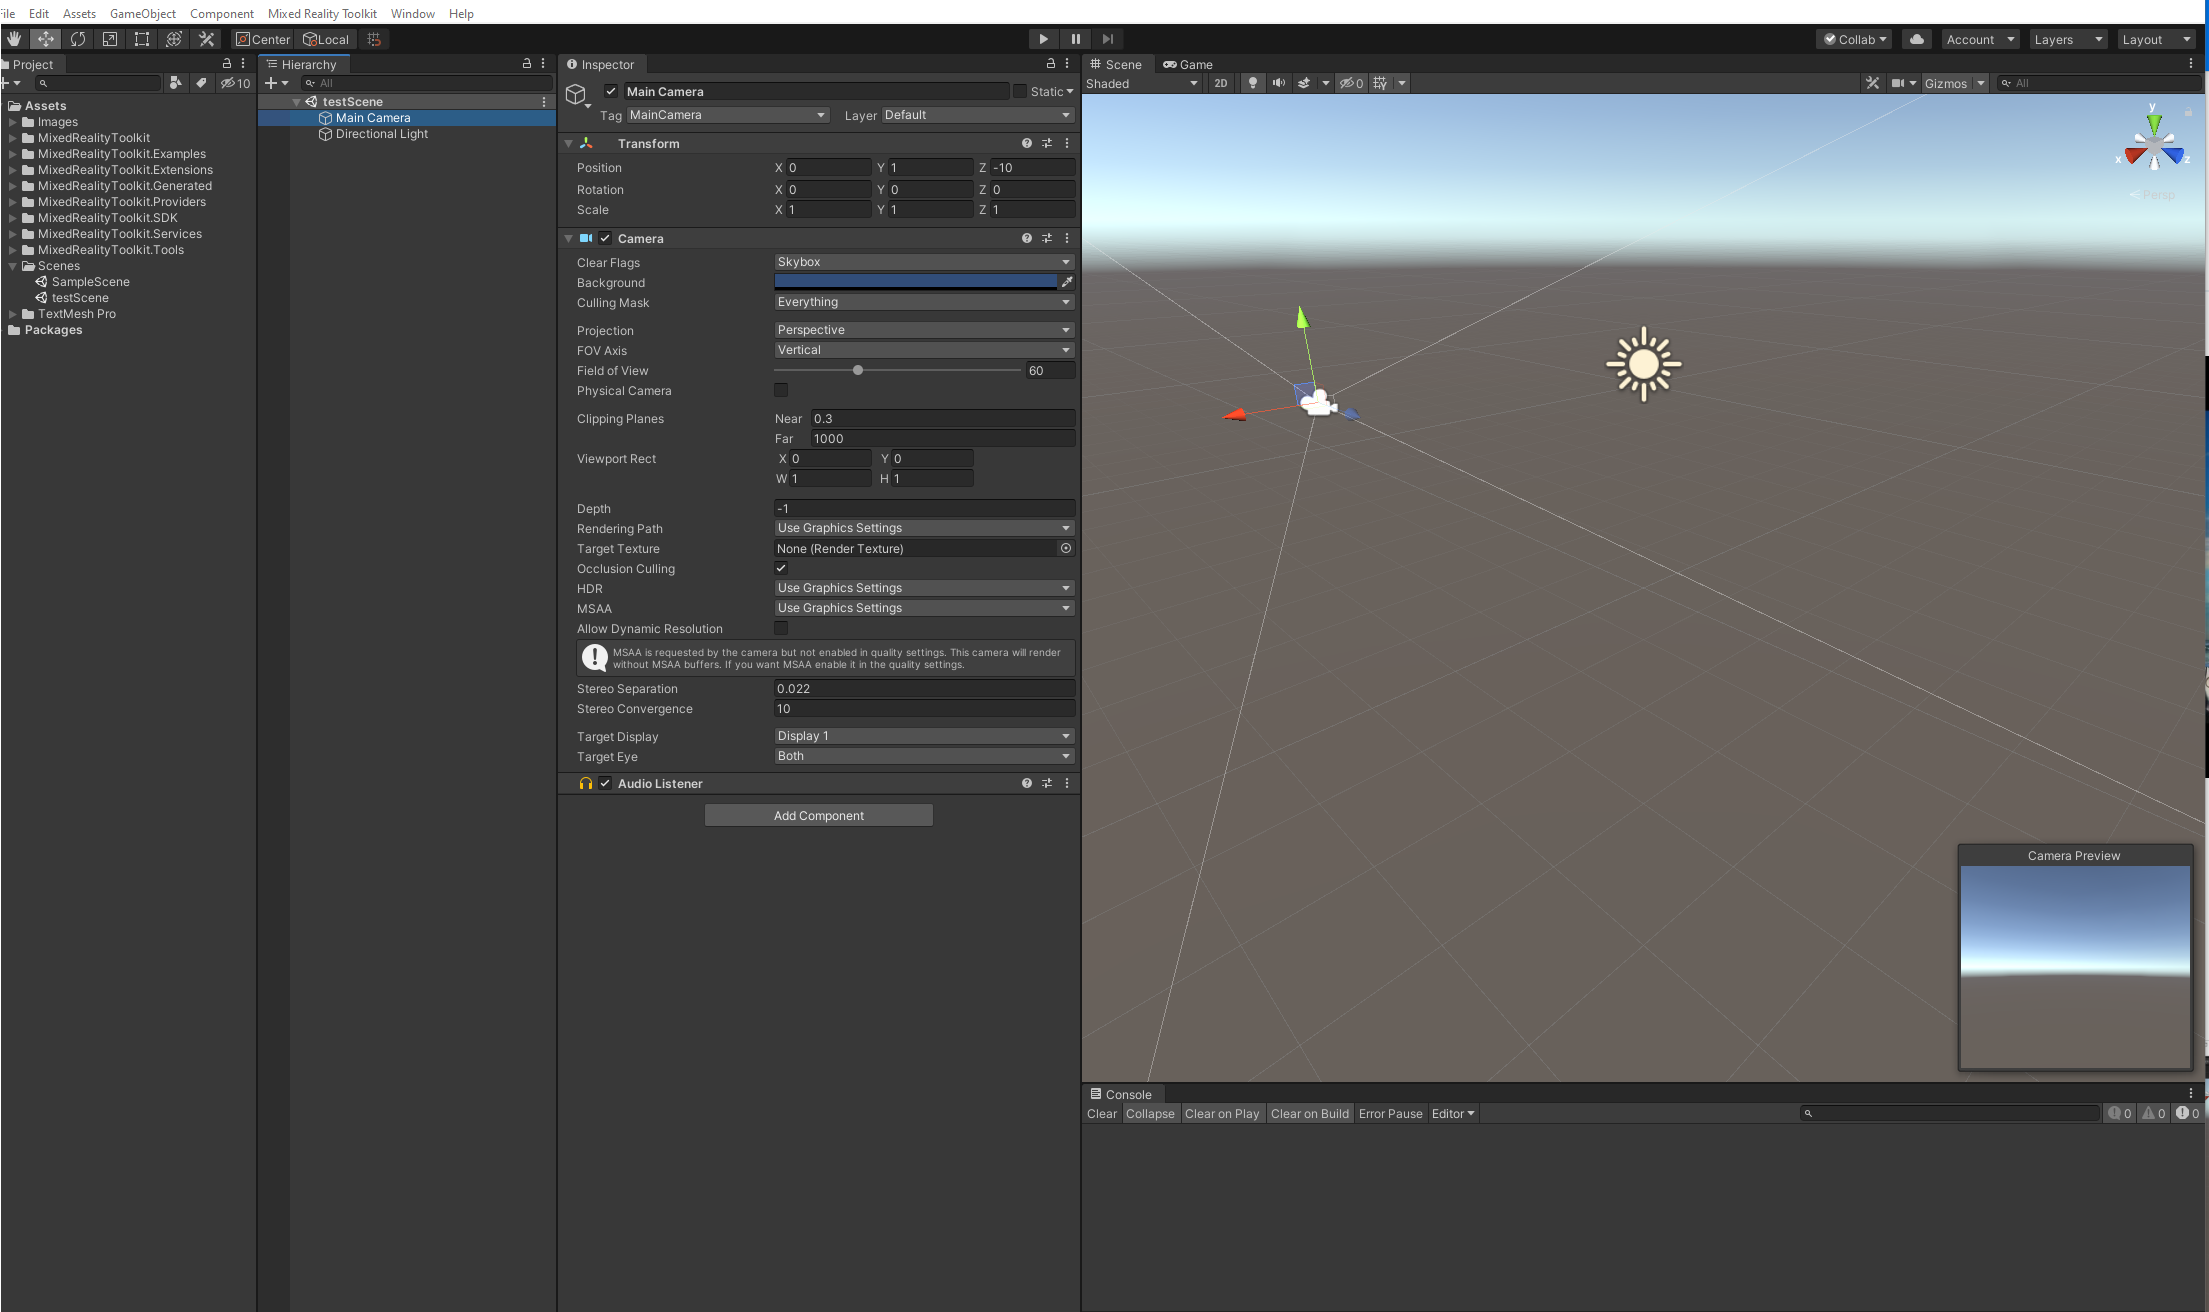 File Edit Assets GameObject Component Mixed Reality Toolkit Window Help
Center Local Collab Account Layers Layout
Project
10
Assets
Images
MixedRealityToolkit
MixedRealityToolkit.Examples
MixedRealityToolkit.Extensions
MixedRealityToolkit.Generated
MixedRealityToolkit.Providers
MixedRealityToolkit.SDK
MixedRealityToolkit.Services
MixedRealityToolkit.Tools
Scenes
SampleScene
testScene
TextMesh Pro
Packages
Hierarchy
All
testScene
Main Camera
Directional Light
Inspector
Main Camera Static
Tag MainCamera Layer Default
Transform
Position X 0 Y 1 Z -10
Rotation X 0 Y 0 Z 0
Scale X 1 Y 1 Z 1
Camera
Clear Flags Skybox
Background
Culling Mask Everything
Projection Perspective
FOV Axis Vertical
Field of View 60
Physical Camera
Clipping Planes Near 0.3
Far 1000
Viewport Rect X 0 Y 0
W 1 H 1
Depth -1
Rendering Path Use Graphics Settings
Target Texture None (Render Texture)
Occlusion Culling
HDR Use Graphics Settings
MSAA Use Graphics Settings
Allow Dynamic Resolution
MSAA is requested by the camera but not enabled in quality settings. This camera will render
without MSAA buffers. If you want MSAA enable it in the quality settings.
Stereo Separation 0.022
Stereo Convergence 10
Target Display Display 1
Target Eye Both
Audio Listener
Add Component
Scene Game
Shaded 2D 0 Gizmos All
y
x z
Persp
Camera Preview
Console
Clear Collapse Clear on Play Clear on Build Error Pause Editor 0 0 0